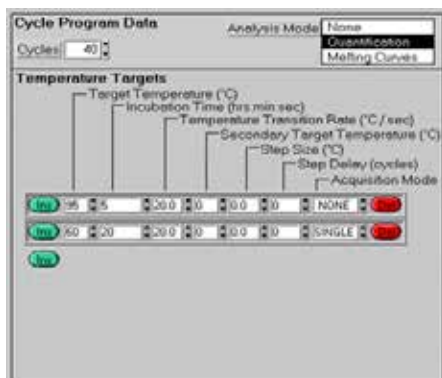 Cycle Program Data
Analysis Mode
None
Quantification
Melting Curves
Cycles 40
Temperature Targets
Target Temperature (°C)
Incubation Time (hrs:min:sec)
Temperature Transition Rate (°C / sec)
Secondary Target Temperature (°C)
Step Size (°C)
Step Delay (cycles)
Acquisition Mode
Ins 95 5 20.0 0 0.0 0 NONE Del
Ins 60 20 20.0 0 0.0 0 SINGLE Del
Ins